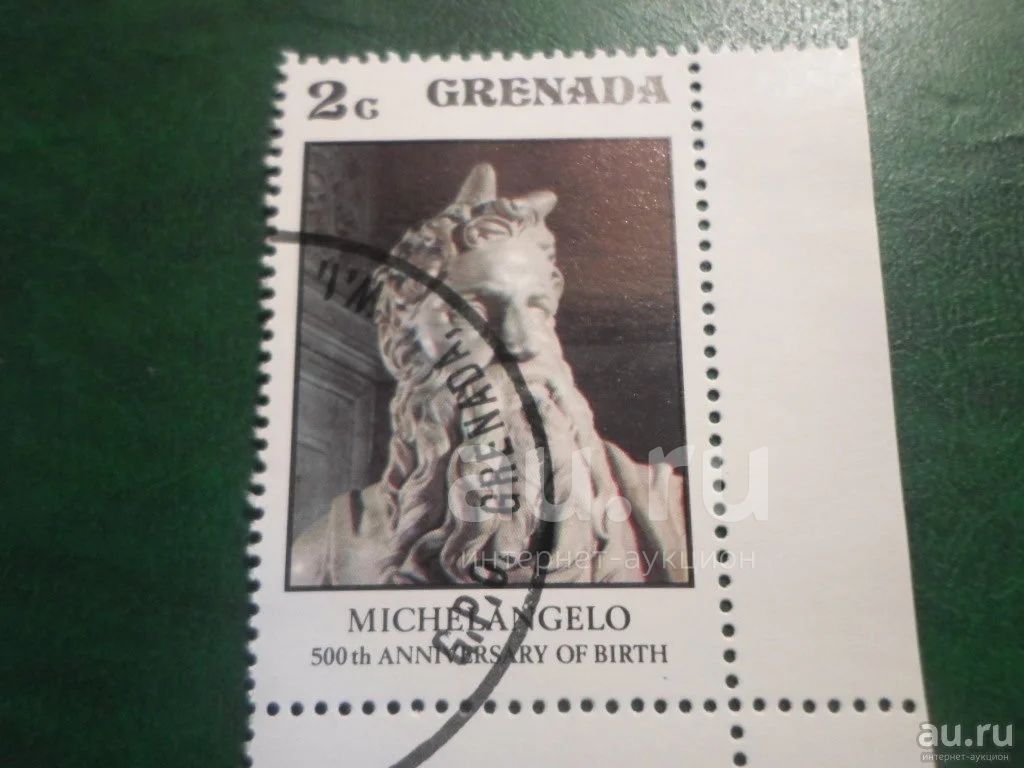 2c GRENADA
G.P.O. GRENADA, W.I.
au.ru
интернет-аукцион
MICHELANGELO
500th ANNIVERSARY OF BIRTH
au.ru
интернет-аукцион